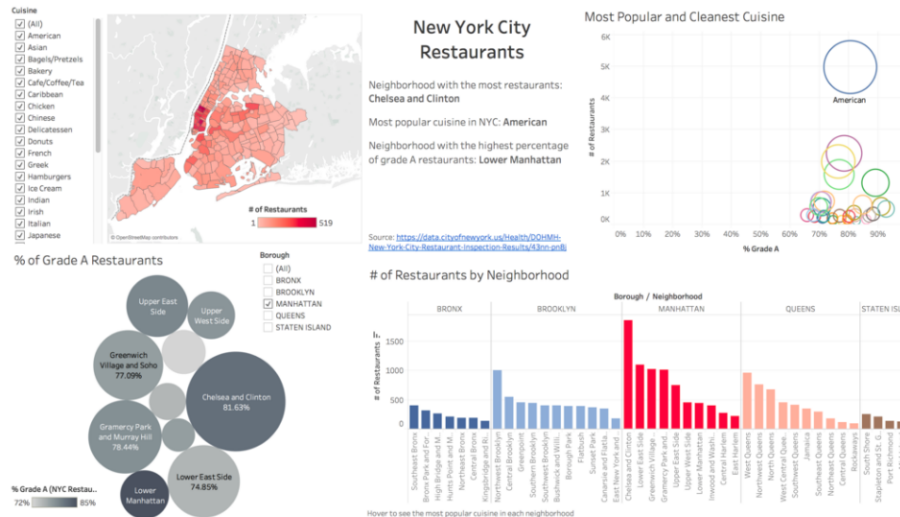 Cuisine
(All)
American
Asian
Bagels/Pretzels
Bakery
Cafe/Coffee/Tea
Caribbean
Chicken
Chinese
Delicatessen
Donuts
French
Greek
Hamburgers
Ice Cream
Indian
Irish
Italian
Japanese
# of Restaurants
1 519
© OpenStreetMap contributors
New York City
Restaurants
Neighborhood with the most restaurants:
Chelsea and Clinton
Most popular cuisine in NYC: American
Neighborhood with the highest percentage
of grade A restaurants: Lower Manhattan
Source: https://data.cityofnewyork.us/Health/DOHMH-
New-York-City-Restaurant-Inspection-Results/43nn-pn8j
Most Popular and Cleanest Cuisine
# of Restaurants
6K
5K
4K
3K
2K
1K
0K
American
0% 10% 20% 30% 40% 50% 60% 70% 80% 90%
% Grade A
% of Grade A Restaurants
Borough
(All)
BRONX
BROOKLYN
MANHATTAN
QUEENS
STATEN ISLAND
Upper East
Side
Upper
West Side
Greenwich
Village and Soho
77.09%
Chelsea and Clinton
81.63%
Gramercy Park
and Murray Hill
78.44%
Lower East Side
74.85%
Lower
Manhattan
% Grade A (NYC Restau..
72% 85%
# of Restaurants by Neighborhood
Borough / Neighborhood
BRONX BROOKLYN MANHATTAN QUEENS STATEN ISL
# of Restaurants
1500
1000
500
0
Southeast Bronx
Bronx Park and For..
High Bridge and M..
Hunts Point and M..
Northeast Bronx
Central Bronx
Kingsbridge and Ri..
Northwest Brooklyn
Central Brooklyn
Greenpoint
Southern Brooklyn
Southwest Brooklyn
Bushwick and Willi..
Borough Park
Flatbush
Sunset Park
Canarsie and Flatla..
East New York and..
Chelsea and Clinton
Lower East Side
Greenwich Village ..
Gramercy Park and..
Upper East Side
Upper West Side
Lower Manhattan
Inwood and Washi..
Central Harlem
East Harlem
West Queens
Northwest Queens
North Queens
West Central Quee..
Southwest Queens
Jamaica
Southeast Queens
Northeast Queens
Central Queens
Rockaways
South Shore
Stapleton and St. G..
Port Richmond
Hover to see the most popular cuisine in each neighborhood